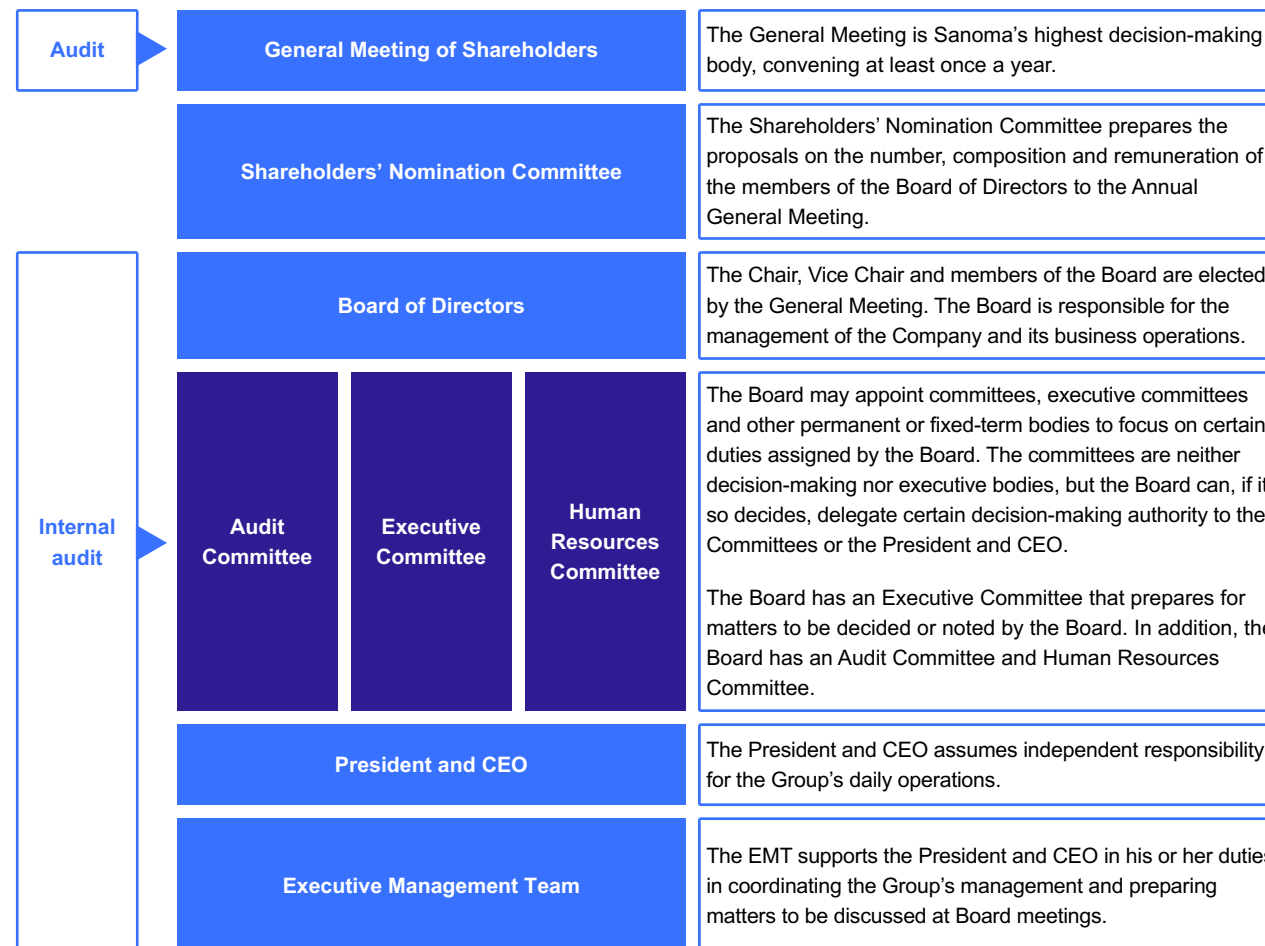 Audit
General Meeting of Shareholders
The General Meeting is Sanoma’s highest decision-making
body, convening at least once a year.
Shareholders’ Nomination Committee
The Shareholders’ Nomination Committee prepares the
proposals on the number, composition and remuneration of
the members of the Board of Directors to the Annual
General Meeting.
Internal
audit
Board of Directors
The Chair, Vice Chair and members of the Board are elected
by the General Meeting. The Board is responsible for the
management of the Company and its business operations.
Audit
Committee
Executive
Committee
Human
Resources
Committee
The Board may appoint committees, executive committees
and other permanent or fixed-term bodies to focus on certain
duties assigned by the Board. The committees are neither
decision-making nor executive bodies, but the Board can, if it
so decides, delegate certain decision-making authority to the
Committees or the President and CEO.
The Board has an Executive Committee that prepares for
matters to be decided or noted by the Board. In addition, the
Board has an Audit Committee and Human Resources
Committee.
President and CEO
The President and CEO assumes independent responsibility
for the Group’s daily operations.
Executive Management Team
The EMT supports the President and CEO in his or her duties
in coordinating the Group’s management and preparing
matters to be discussed at Board meetings.